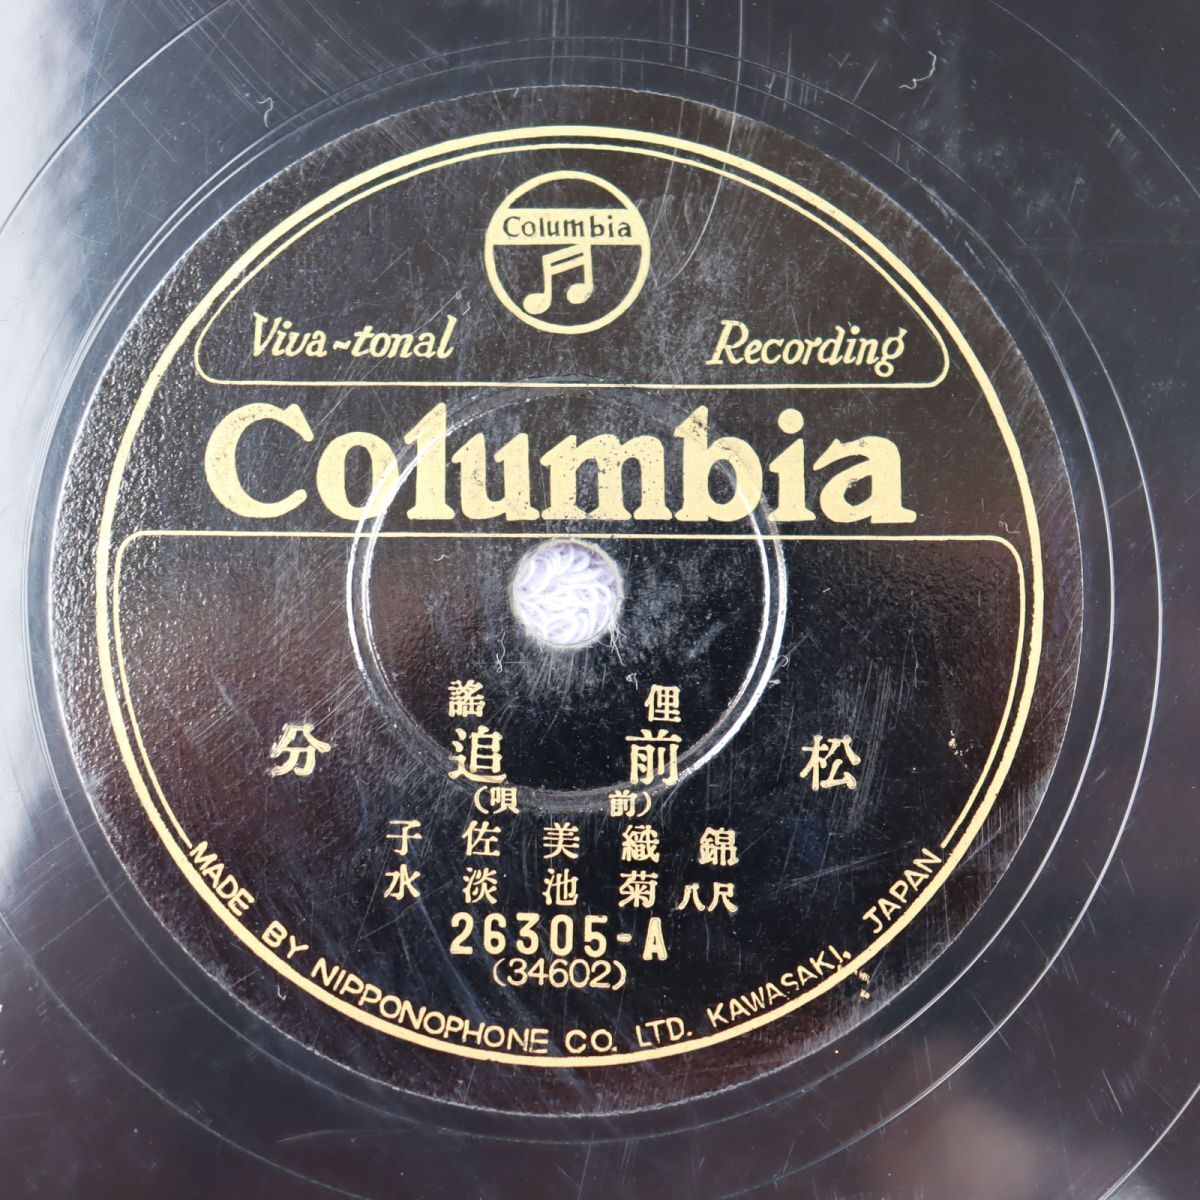 Columbia
Viva-tonal Recording
Columbia
俚謠
松前追分
(前唄)
錦織美佐子
尺八 菊池淡水
26305-A
(34602)
MADE BY NIPPONOPHONE CO. LTD. KAWASAKI, JAPAN